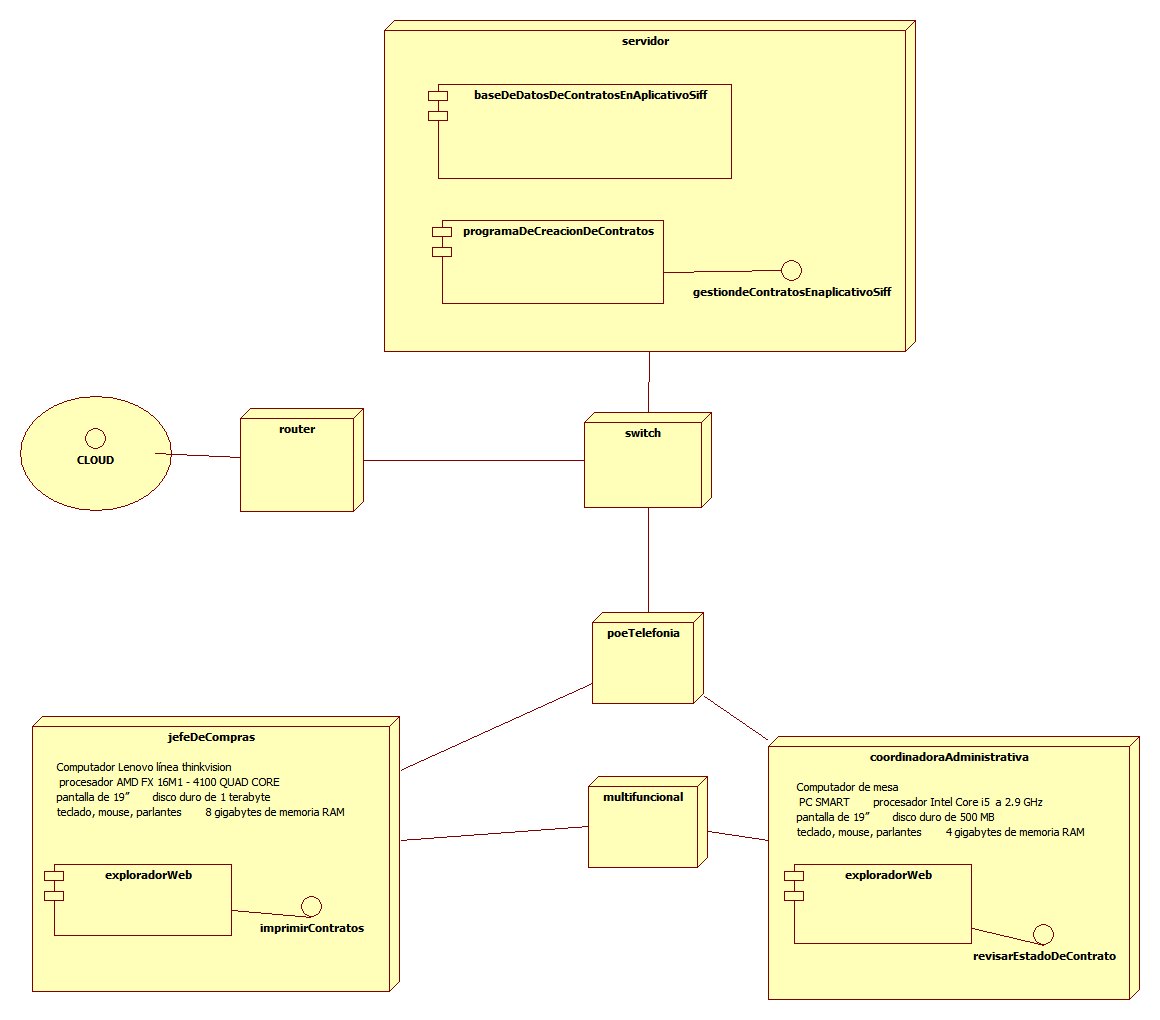 servidor
baseDeDatosDeContratosEnAplicativoSiff
programaDeCreacionDeContratos
gestiondeContratosEnaplicativoSiff
CLOUD
router
switch
poeTelefonia
jefeDeCompras
Computador Lenovo línea thinkvision
procesador AMD FX 16M1 - 4100 QUAD CORE
pantalla de 19” disco duro de 1 terabyte
teclado, mouse, parlantes 8 gigabytes de memoria RAM
exploradorWeb
imprimirContratos
multifuncional
coordinadoraAdministrativa
Computador de mesa
PC SMART procesador Intel Core i5 a 2.9 GHz
pantalla de 19” disco duro de 500 MB
teclado, mouse, parlantes 4 gigabytes de memoria RAM
exploradorWeb
revisarEstadoDeContrato